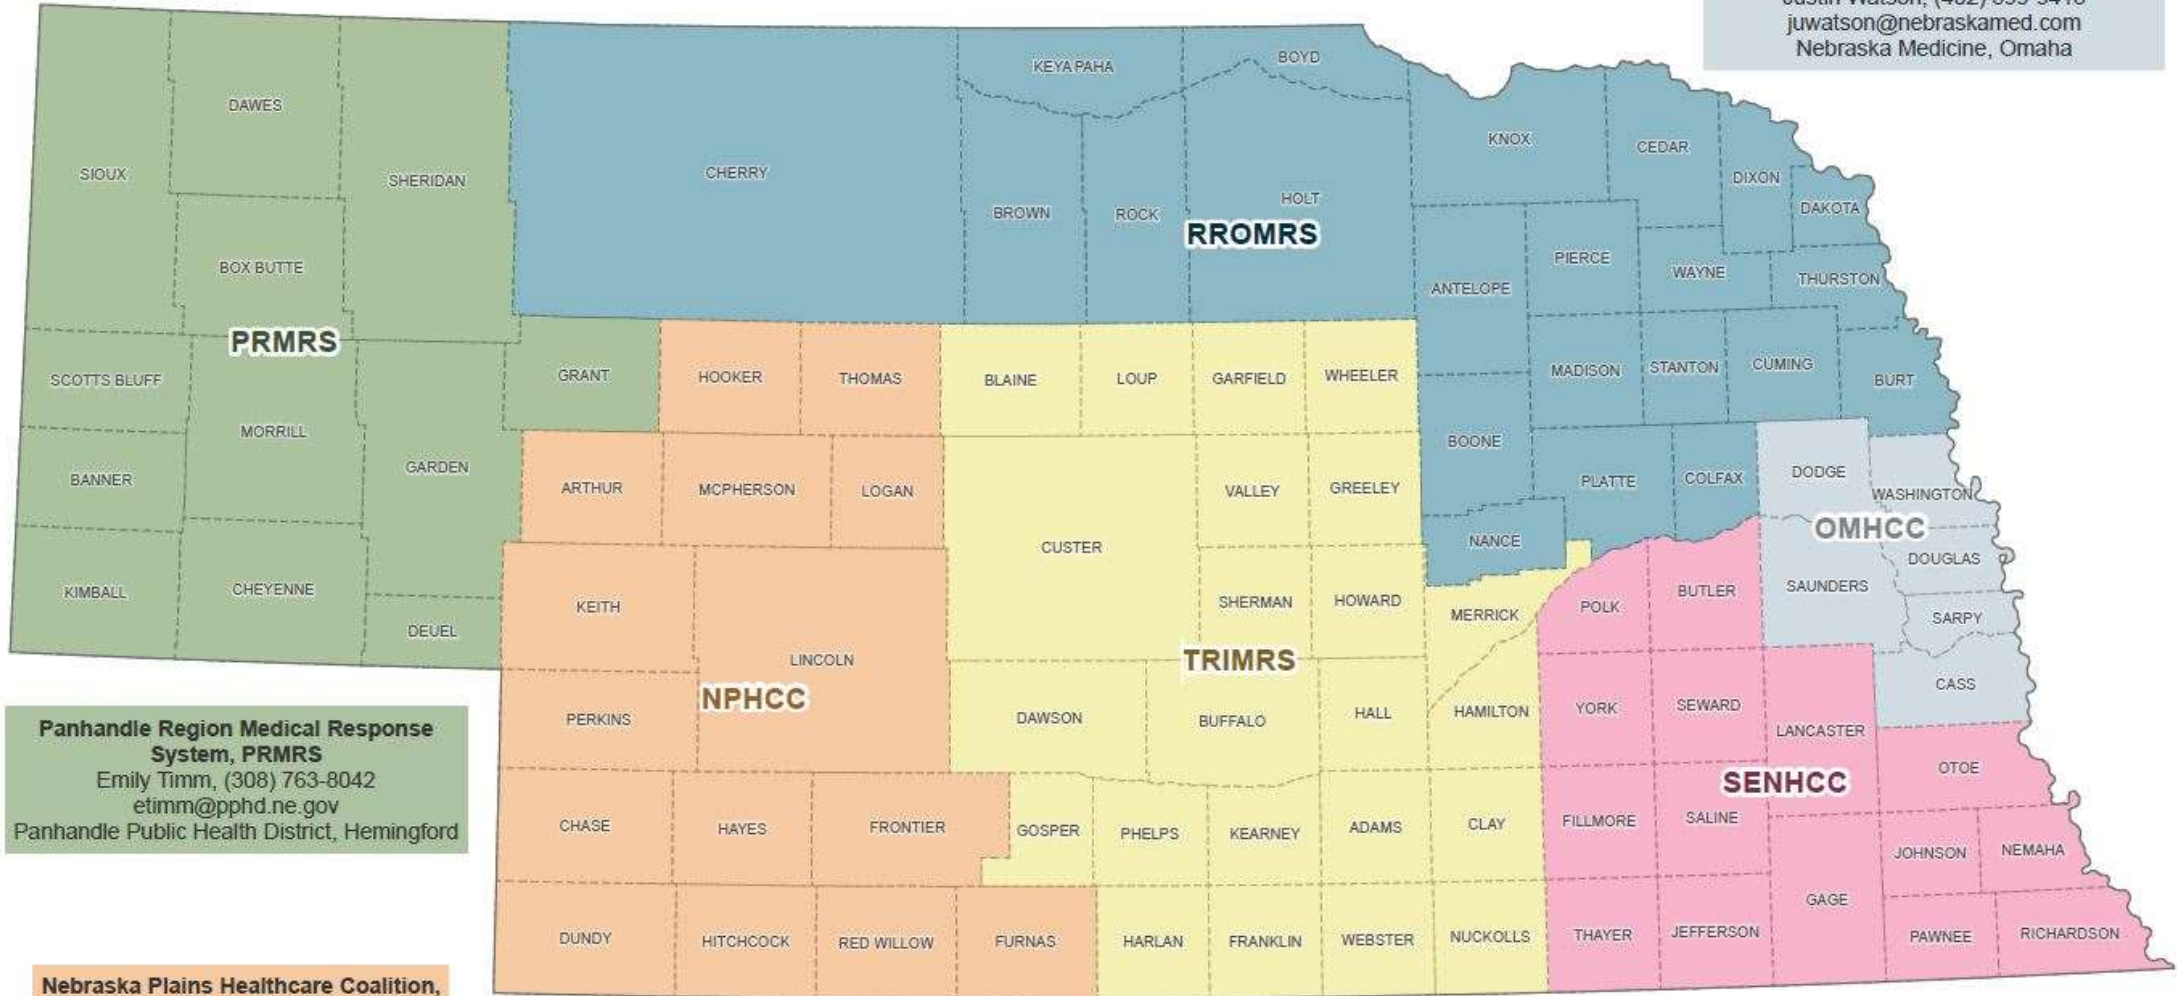 juwatson@nebraskamed.com
Nebraska Medicine, Omaha
KEYA PAHA
BOYD
DAWES
SIOUX
SHERIDAN
CHERRY
BROWN
ROCK
HOLT
RROMRS
KNOX
CEDAR
DIXON
DAKOTA
BOX BUTTE
PIERCE
WAYNE
THURSTON
ANTELOPE
PRMRS
SCOTTS BLUFF
GRANT
HOOKER
THOMAS
BLAINE
LOUP
GARFIELD
WHEELER
MADISON
STANTON
CUMING
BURT
MORRILL
BANNER
GARDEN
ARTHUR
MCPHERSON
LOGAN
VALLEY
GREELEY
BOONE
PLATTE
COLFAX
DODGE
WASHINGTON
OMHCC
CUSTER
NANCE
DOUGLAS
KIMBALL
CHEYENNE
DEUEL
KEITH
SHERMAN
HOWARD
MERRICK
POLK
BUTLER
SAUNDERS
SARPY
LINCOLN
TRIMRS
NPHCC
PERKINS
DAWSON
BUFFALO
HALL
HAMILTON
YORK
SEWARD
LANCASTER
CASS
SENHCC
OTOE
CHASE
HAYES
FRONTIER
GOSPER
PHELPS
KEARNEY
ADAMS
CLAY
FILLMORE
SALINE
JOHNSON
NEMAHA
DUNDY
HITCHCOCK
RED WILLOW
FURNAS
HARLAN
FRANKLIN
WEBSTER
NUCKOLLS
THAYER
JEFFERSON
GAGE
PAWNEE
RICHARDSON
Panhandle Region Medical Response
System, PRMRS
Emily Timm, (308) 763-8042
etimm@pphd.ne.gov
Panhandle Public Health District, Hemingford
Nebraska Plains Healthcare Coalition,